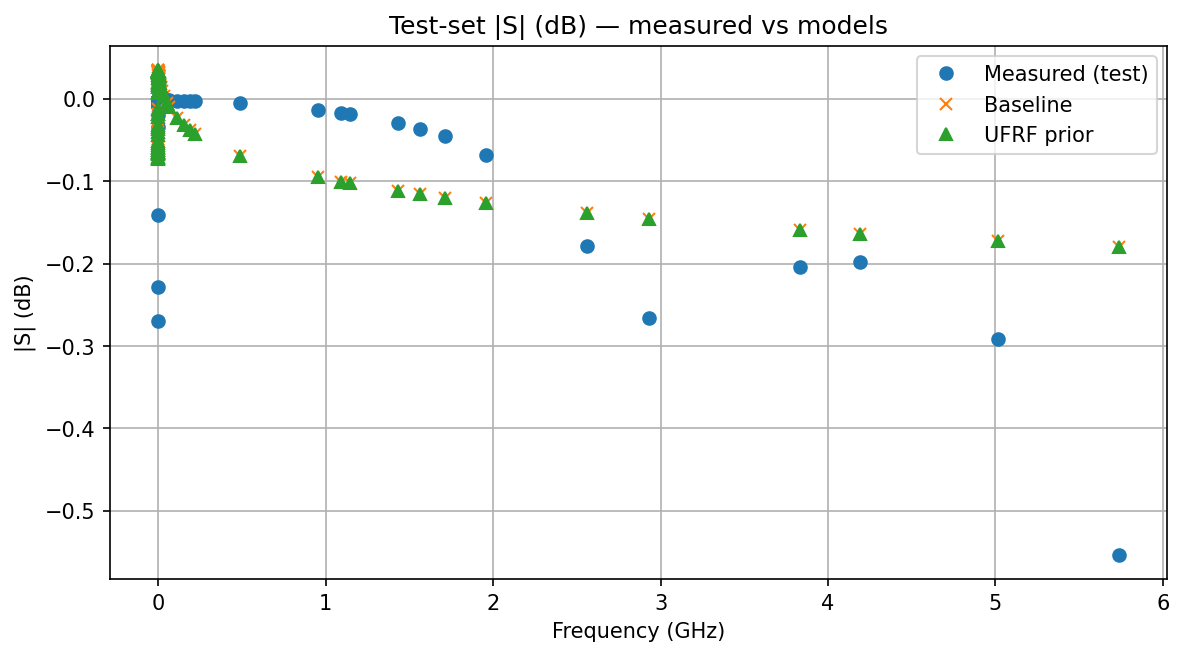 Test-set |S| (dB) — measured vs models
Measured (test)
Baseline
UFRF prior
0.0
−0.1
−0.2
−0.3
−0.4
−0.5
|S| (dB)
0 1 2 3 4 5 6
Frequency (GHz)